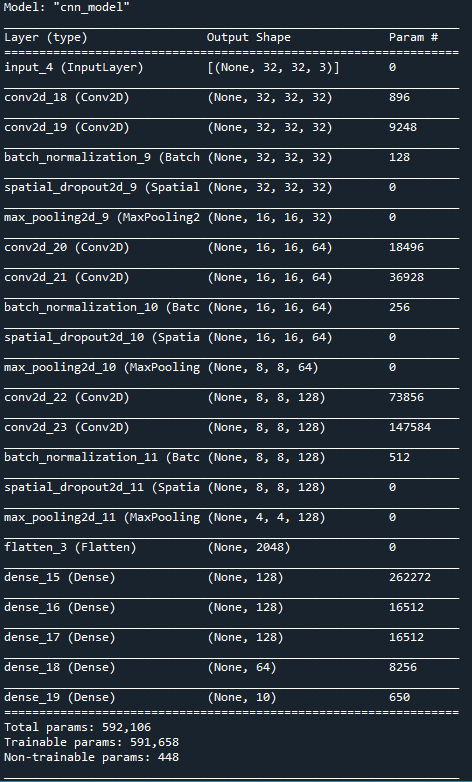 Model: "cnn_model"
Layer (type) Output Shape Param #
input_4 (InputLayer) [(None, 32, 32, 3)] 0
conv2d_18 (Conv2D) (None, 32, 32, 32) 896
conv2d_19 (Conv2D) (None, 32, 32, 32) 9248
batch_normalization_9 (Batch (None, 32, 32, 32) 128
spatial_dropout2d_9 (Spatial (None, 32, 32, 32) 0
max_pooling2d_9 (MaxPooling2 (None, 16, 16, 32) 0
conv2d_20 (Conv2D) (None, 16, 16, 64) 18496
conv2d_21 (Conv2D) (None, 16, 16, 64) 36928
batch_normalization_10 (Batc (None, 16, 16, 64) 256
spatial_dropout2d_10 (Spatia (None, 16, 16, 64) 0
max_pooling2d_10 (MaxPooling (None, 8, 8, 64) 0
conv2d_22 (Conv2D) (None, 8, 8, 128) 73856
conv2d_23 (Conv2D) (None, 8, 8, 128) 147584
batch_normalization_11 (Batc (None, 8, 8, 128) 512
spatial_dropout2d_11 (Spatia (None, 8, 8, 128) 0
max_pooling2d_11 (MaxPooling (None, 4, 4, 128) 0
flatten_3 (Flatten) (None, 2048) 0
dense_15 (Dense) (None, 128) 262272
dense_16 (Dense) (None, 128) 16512
dense_17 (Dense) (None, 128) 16512
dense_18 (Dense) (None, 64) 8256
dense_19 (Dense) (None, 10) 650
Total params: 592,106
Trainable params: 591,658
Non-trainable params: 448